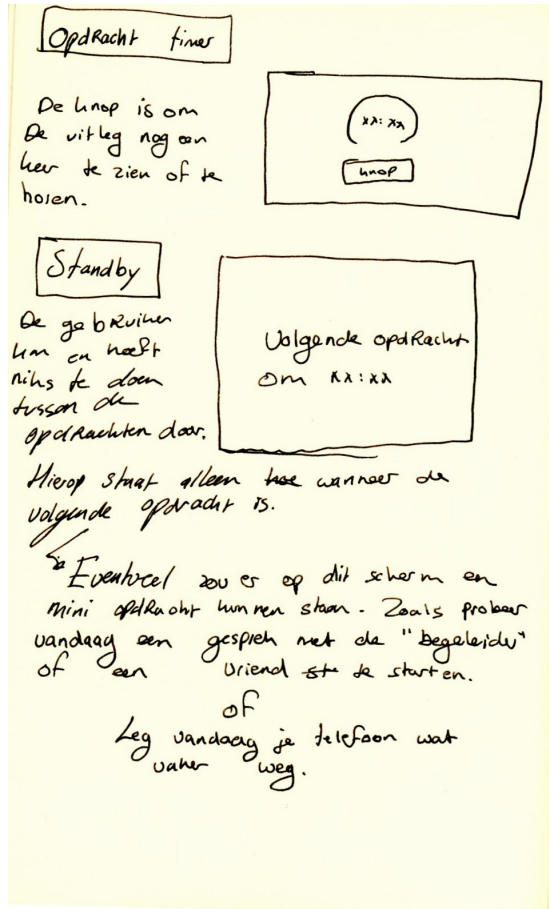 Opdracht timer
De knop is om
De uitleg nog een
keer te zien of te
horen.
xx:xx
knop
Standby
De gebruiker
kan en heeft
niks te doen
tussen de
opdrachten door.
Volgende opdracht
om xx:xx
Hierop staat alleen hoe wanneer de
volgende opdracht is.
Eventueel zou er op dit scherm en
mini opdracht kunnen staan. Zoals probeer
vandaag een gesprek met de "begeleider"
of een vriend te starten.
of
Leg vandaag je telefoon wat
vaker weg.